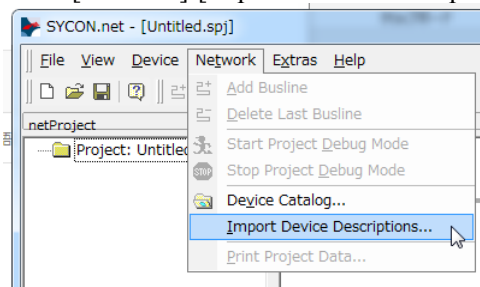 SYCON.net - [Untitled.spj]
File View Device Network Extras Help
Add Busline
Delete Last Busline
netProject
Start Project Debug Mode
Project: Untitled
STOP Stop Project Debug Mode
Device Catalog...
Import Device Descriptions...
Print Project Data...